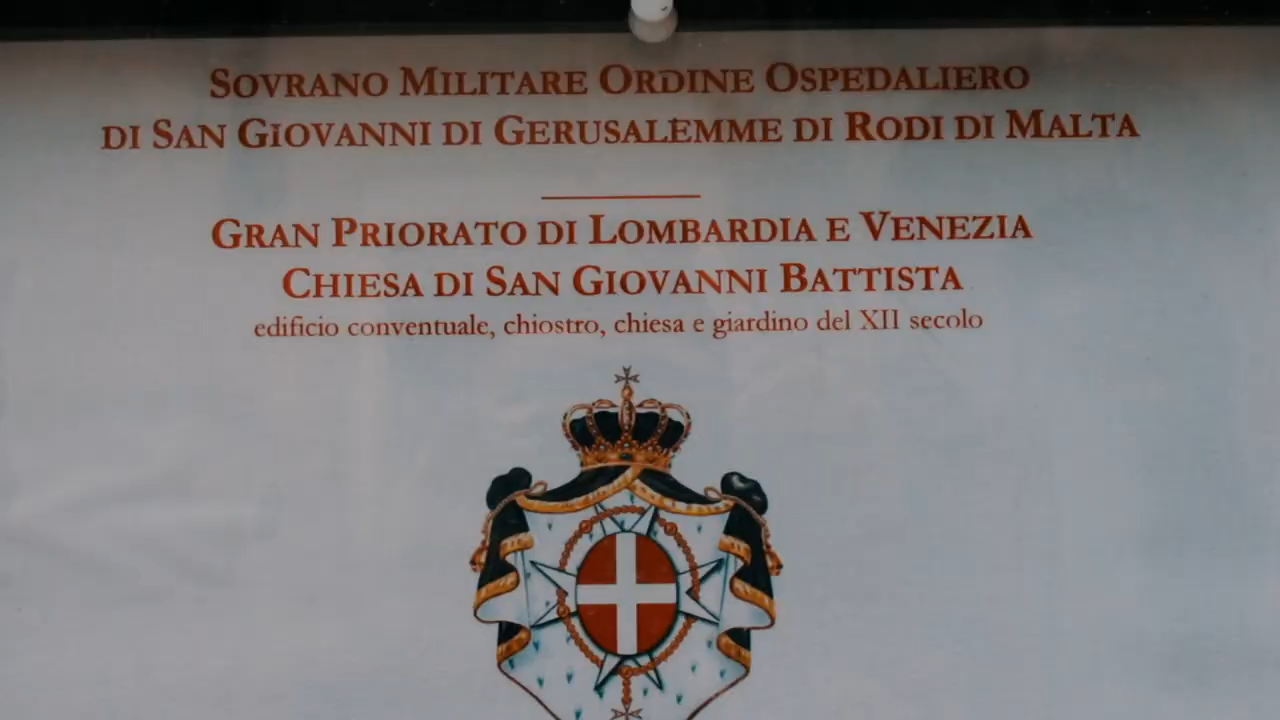 SOVRANO MILITARE ORDINE OSPEDALIERO
DI SAN GIOVANNI DI GERUSALEMME DI RODI DI MALTA
GRAN PRIORATO DI LOMBARDIA E VENEZIA
CHIESA DI SAN GIOVANNI BATTISTA
edificio conventuale, chiostro, chiesa e giardino del XII secolo